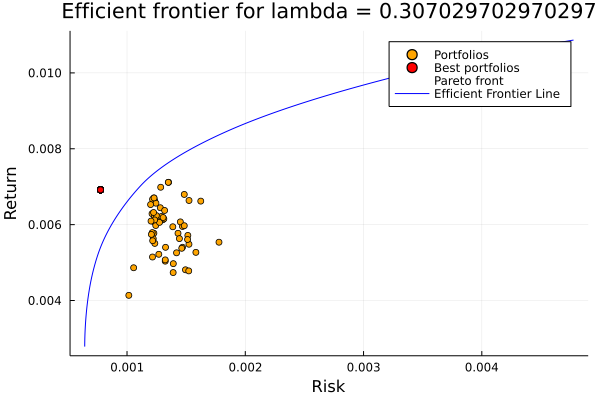 Efficient frontier for lambda = 0.307029702970297
Portfolios
Best portfolios
Pareto front
Efficient Frontier Line
Return
0.010
0.008
0.006
0.004
0.001 0.002 0.003 0.004
Risk